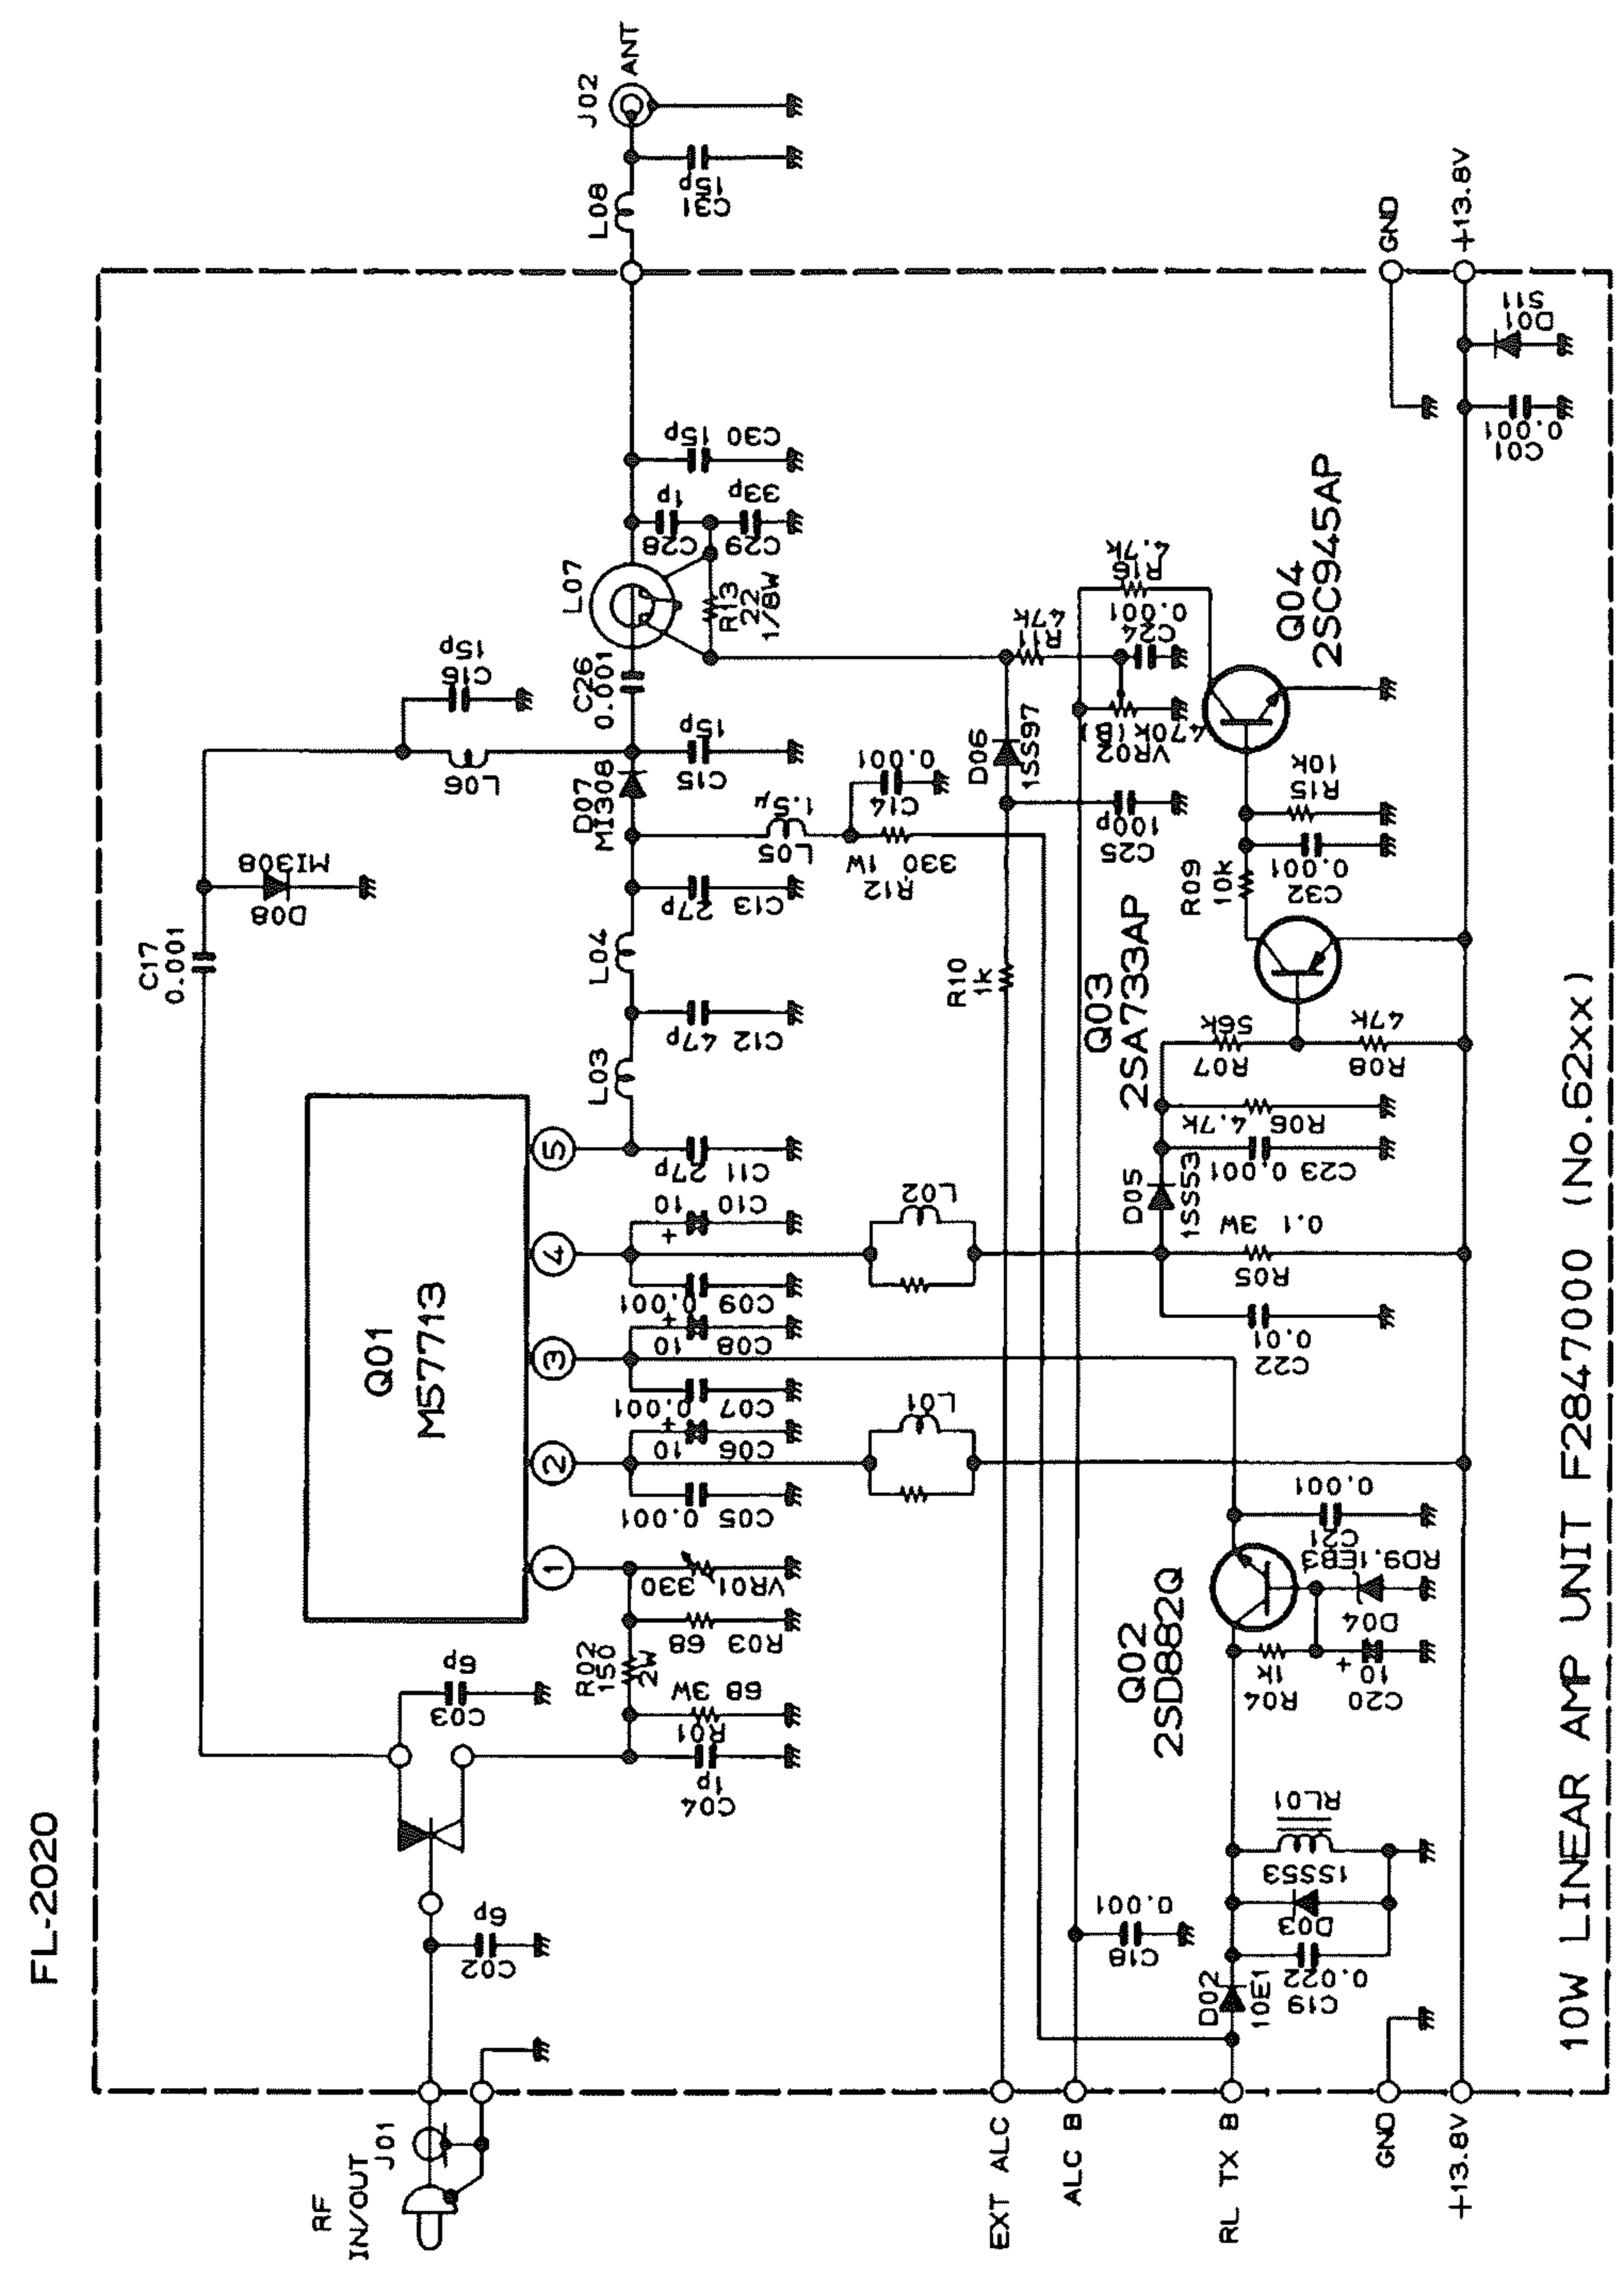 FL-2020
RF
IN/OUT
J01
C02
6p
C03
6p
C17
0.001
D08
MI308
Q01
M57713
1
2
3
4
5
C04
1p
R01
68 3W
R02
150
2W
R03
68
VR01
330
C05
0.001
C06
10
+
C07
0.001
C08
10
+
C09
0.001
C10
10
+
C11
27p
L01
L02
L03
C12
47p
L04
C13
27p
D07
MI308
L05
1.5μ
C14
0.001
R12
330 1W
L06
C16
15p
C15
15p
C26
0.001
L07
R13
22
1/8W
C28
1p
C29
33p
C30
15p
L08
C31
15p
J02
ANT
EXT ALC
ALC B
RL TX B
GND
+13.8V
C18
0.001
D02
10E1
C19
0.022
D03
1SS53
RL01
Q02
2SD882Q
R04
1k
C20
10
+
D04
RD9.1EB3
C21
0.001
C22
0.01
R05
0.1 3W
D05
1SS53
C23
0.001
R06
4.7k
R07
56k
R08
47k
Q03
2SA733AP
R09
10k
C32
0.001
R15
10k
R10
1k
D06
1SS97
C25
100p
VR02
470k(B)
R11
47k
C24
0.001
R16
4.7k
Q04
2SC945AP
C01
0.001
D01
S11
GND
+13.8V
10W LINEAR AMP UNIT F2847000 (No.62xx)